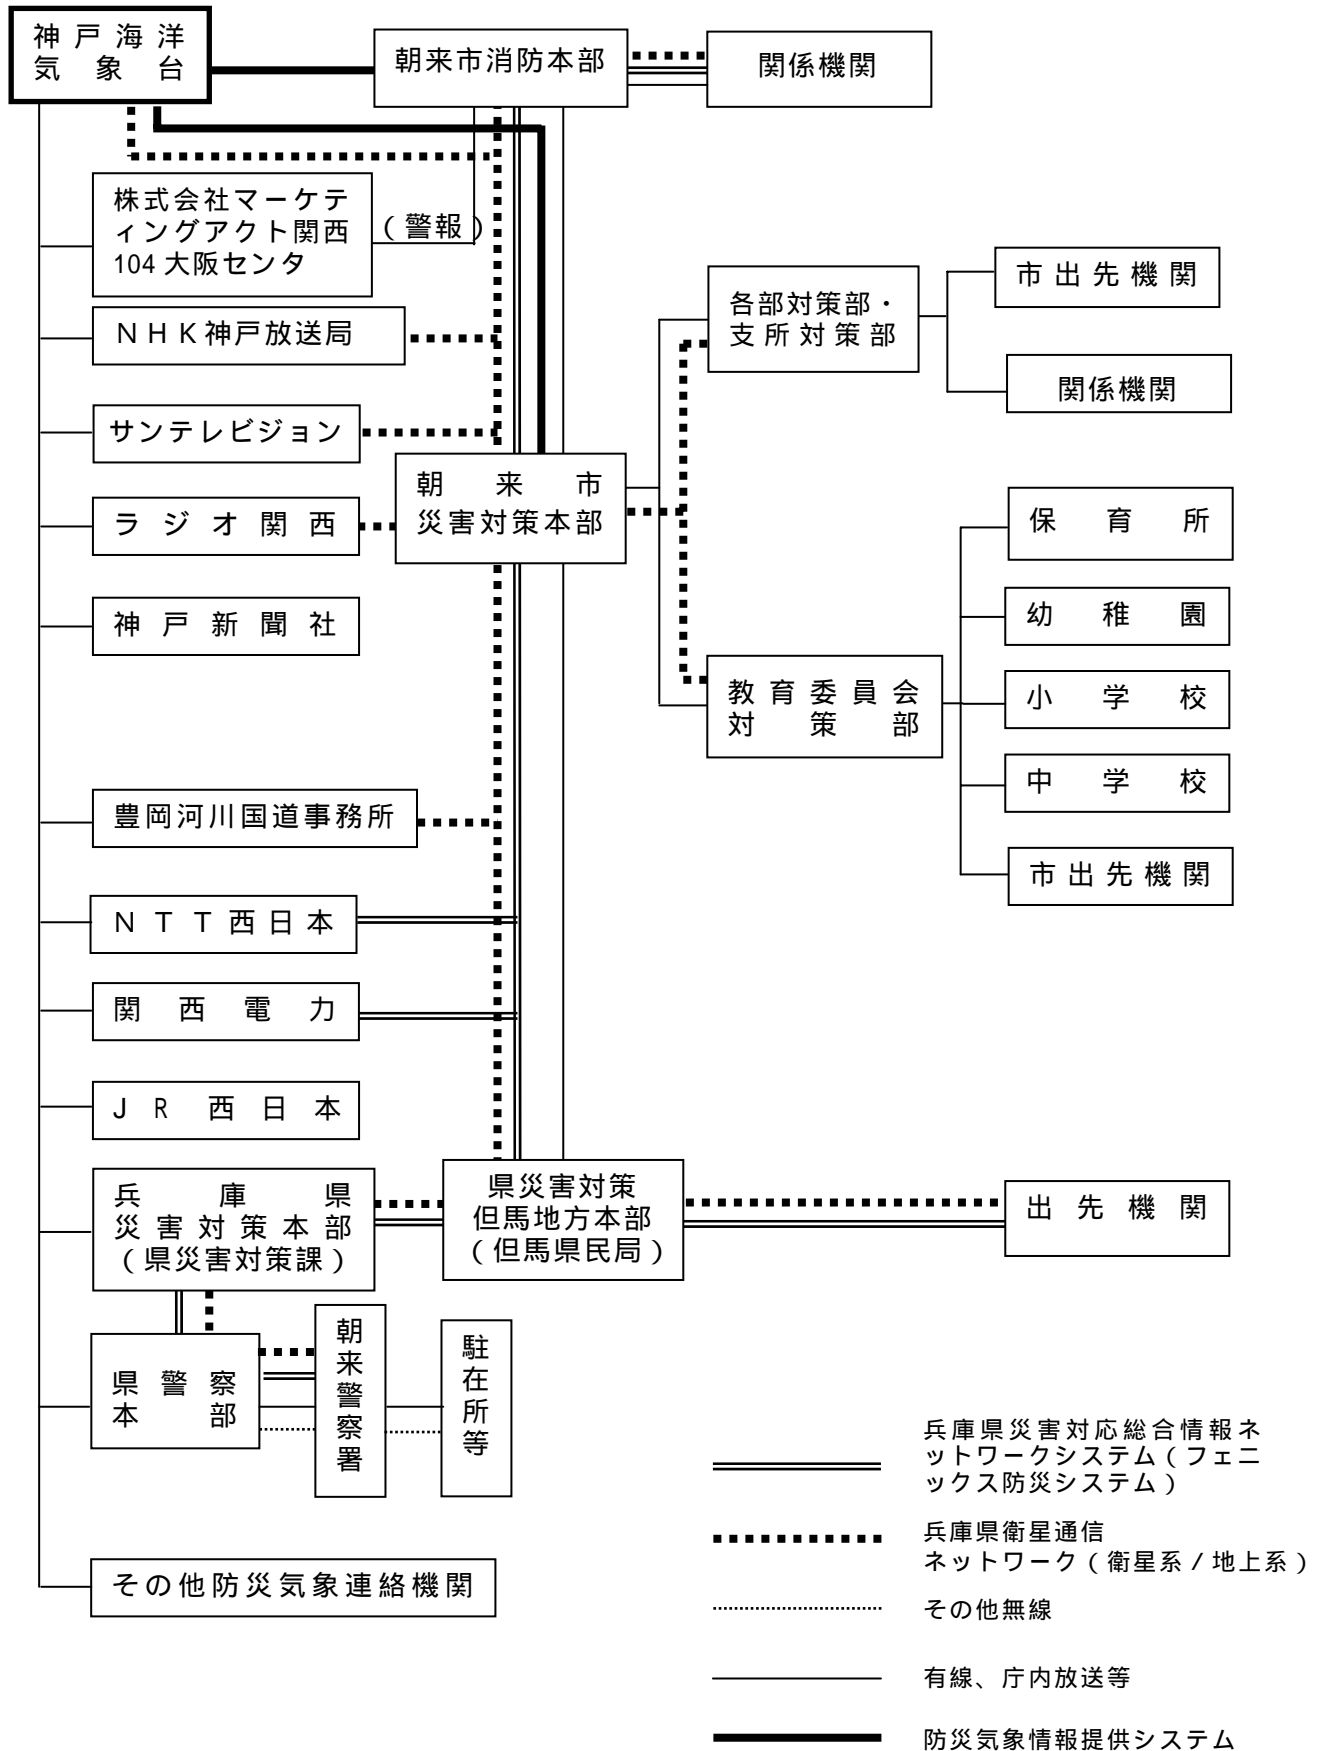 神戸海洋
気象台
朝来市消防本部
関係機関
株式会社マーケテ
ィングアクト関西
104大阪センタ
(警報)
NHK神戸放送局
サンテレビジョン
ラジオ関西
神戸新聞社
朝来市
災害対策本部
各部対策部・
支所対策部
市出先機関
関係機関
教育委員会
対策部
保育所
幼稚園
小学校
中学校
市出先機関
豊岡河川国道事務所
NTT西日本
関西電力
JR西日本
兵庫県
災害対策本部
(県災害対策課)
県災害対策
但馬地方本部
(但馬県民局)
出先機関
県警察
本部
朝来警察署
駐在所等
その他防災気象連絡機関
兵庫県災害対応総合情報ネ
ットワークシステム(フェニ
ックス防災システム)
兵庫県衛星通信
ネットワーク(衛星系/地上系)
その他無線
有線、庁内放送等
防災気象情報提供システム